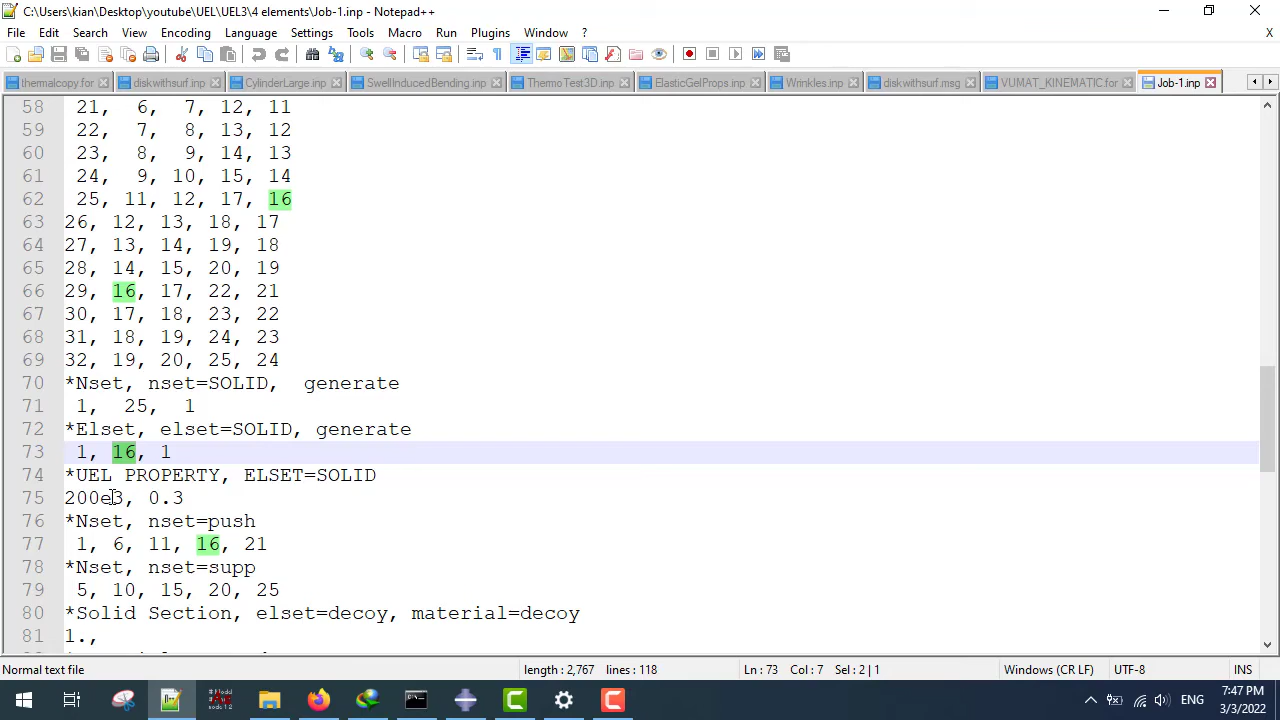 C:\Users\kian\Desktop\youtube\UEL\UEL3\4 elements\Job-1.inp - Notepad++
File Edit Search View Encoding Language Settings Tools Macro Run Plugins Window ?
X
thermalcopy.for diskwithsurf.inp CylinderLarge.inp SwellInducedBending.inp ThermoTest3D.inp ElasticGelProps.inp Wrinkles.inp diskwithsurf.msg VUMAT_KINEMATIC.for Job-1.inp
58 21, 6, 7, 12, 11
59 22, 7, 8, 13, 12
60 23, 8, 9, 14, 13
61 24, 9, 10, 15, 14
62 25, 11, 12, 17, 16
63 26, 12, 13, 18, 17
64 27, 13, 14, 19, 18
65 28, 14, 15, 20, 19
66 29, 16, 17, 22, 21
67 30, 17, 18, 23, 22
68 31, 18, 19, 24, 23
69 32, 19, 20, 25, 24
70 *Nset, nset=SOLID, generate
71 1, 25, 1
72 *Elset, elset=SOLID, generate
73 1, 16, 1
74 *UEL PROPERTY, ELSET=SOLID
75 200e3, 0.3
76 *Nset, nset=push
77 1, 6, 11, 16, 21
78 *Nset, nset=supp
79 5, 10, 15, 20, 25
80 *Solid Section, elset=decoy, material=decoy
81 1.,
Normal text file length : 2,767 lines : 118 Ln : 73 Col : 7 Sel : 2 | 1 Windows (CR LF) UTF-8 INS
ENG
7:47 PM
3/3/2022